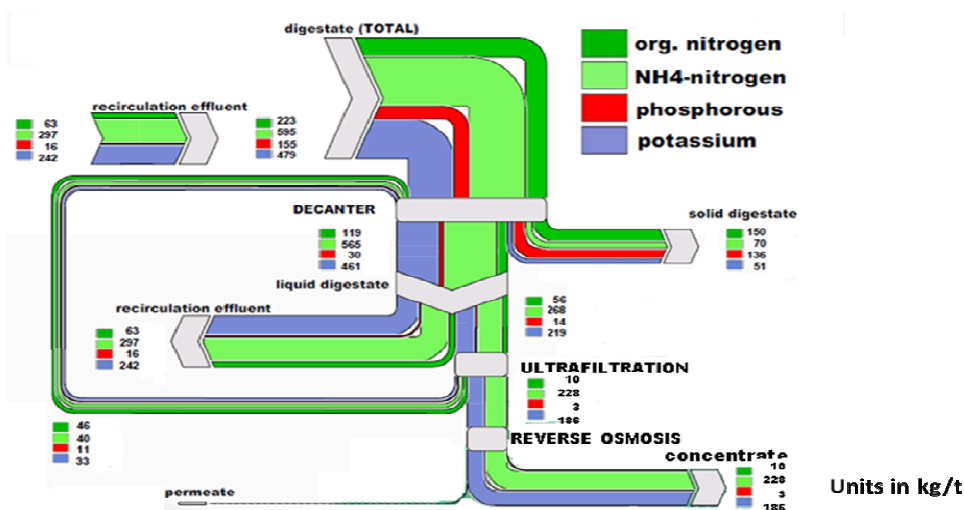 digestate (TOTAL)
org. nitrogen
NH4-nitrogen
phosphorous
potassium
recirculation effluent
63
297
16
242
223
595
155
479
DECANTER
119
565
30
461
liquid digestate
solid digestate
150
70
136
51
recirculation effluent
63
297
16
242
56
268
14
219
ULTRAFILTRATION
10
228
3
186
REVERSE OSMOSIS
46
40
11
33
concentrate
10
228
3
186
permeate
Units in kg/t